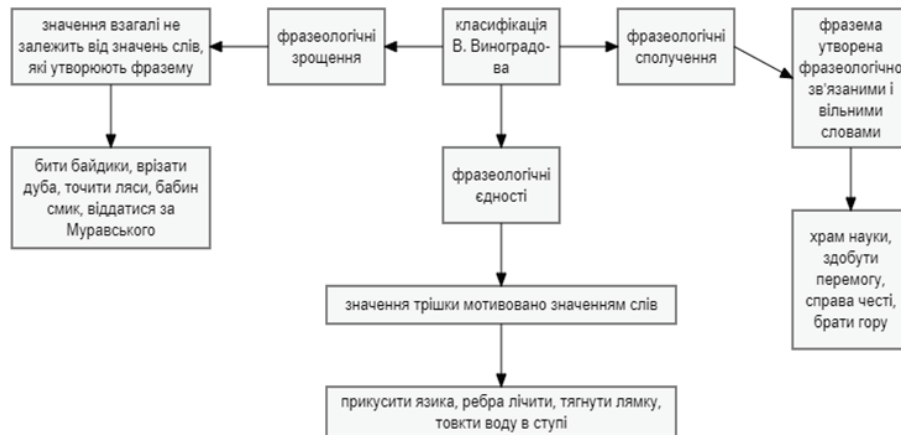 значення взагалі не
залежить від значень слів,
які утворюють фразему
фразеологічні
зрощення
класифікація
В. Виноградо-
ва
фразеологічні
сполучення
фразема
утворена
фразеологічно
зв'язаними і
вільними
словами
бити байдики, врізати
дуба, точити ляси, бабин
смик, віддатися за
Муравського
фразеологічні
єдності
храм науки,
здобути
перемогу,
справа честі,
брати гору
значення трішки мотивовано значенням слів
прикусити язика, ребра лічити, тягнути лямку,
товкти воду в ступі